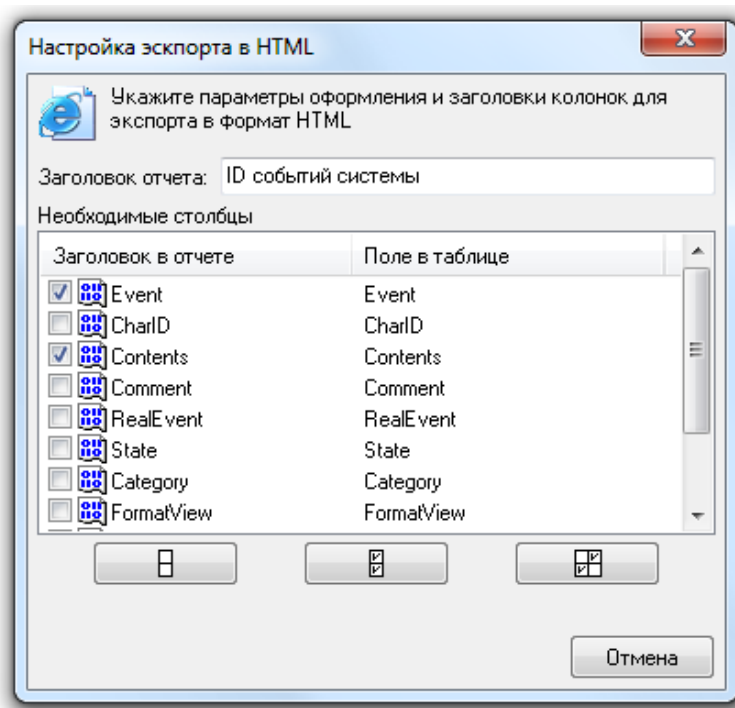 Настройка эскпорта в HTML
Укажите параметры оформления и заголовки колонок для
экспорта в формат HTML
Заголовок отчета: ID событий системы
Необходимые столбцы
Заголовок в отчете Поле в таблице
Event Event
CharID CharID
Contents Contents
Comment Comment
RealEvent RealEvent
State State
Category Category
FormatView FormatView
Отмена